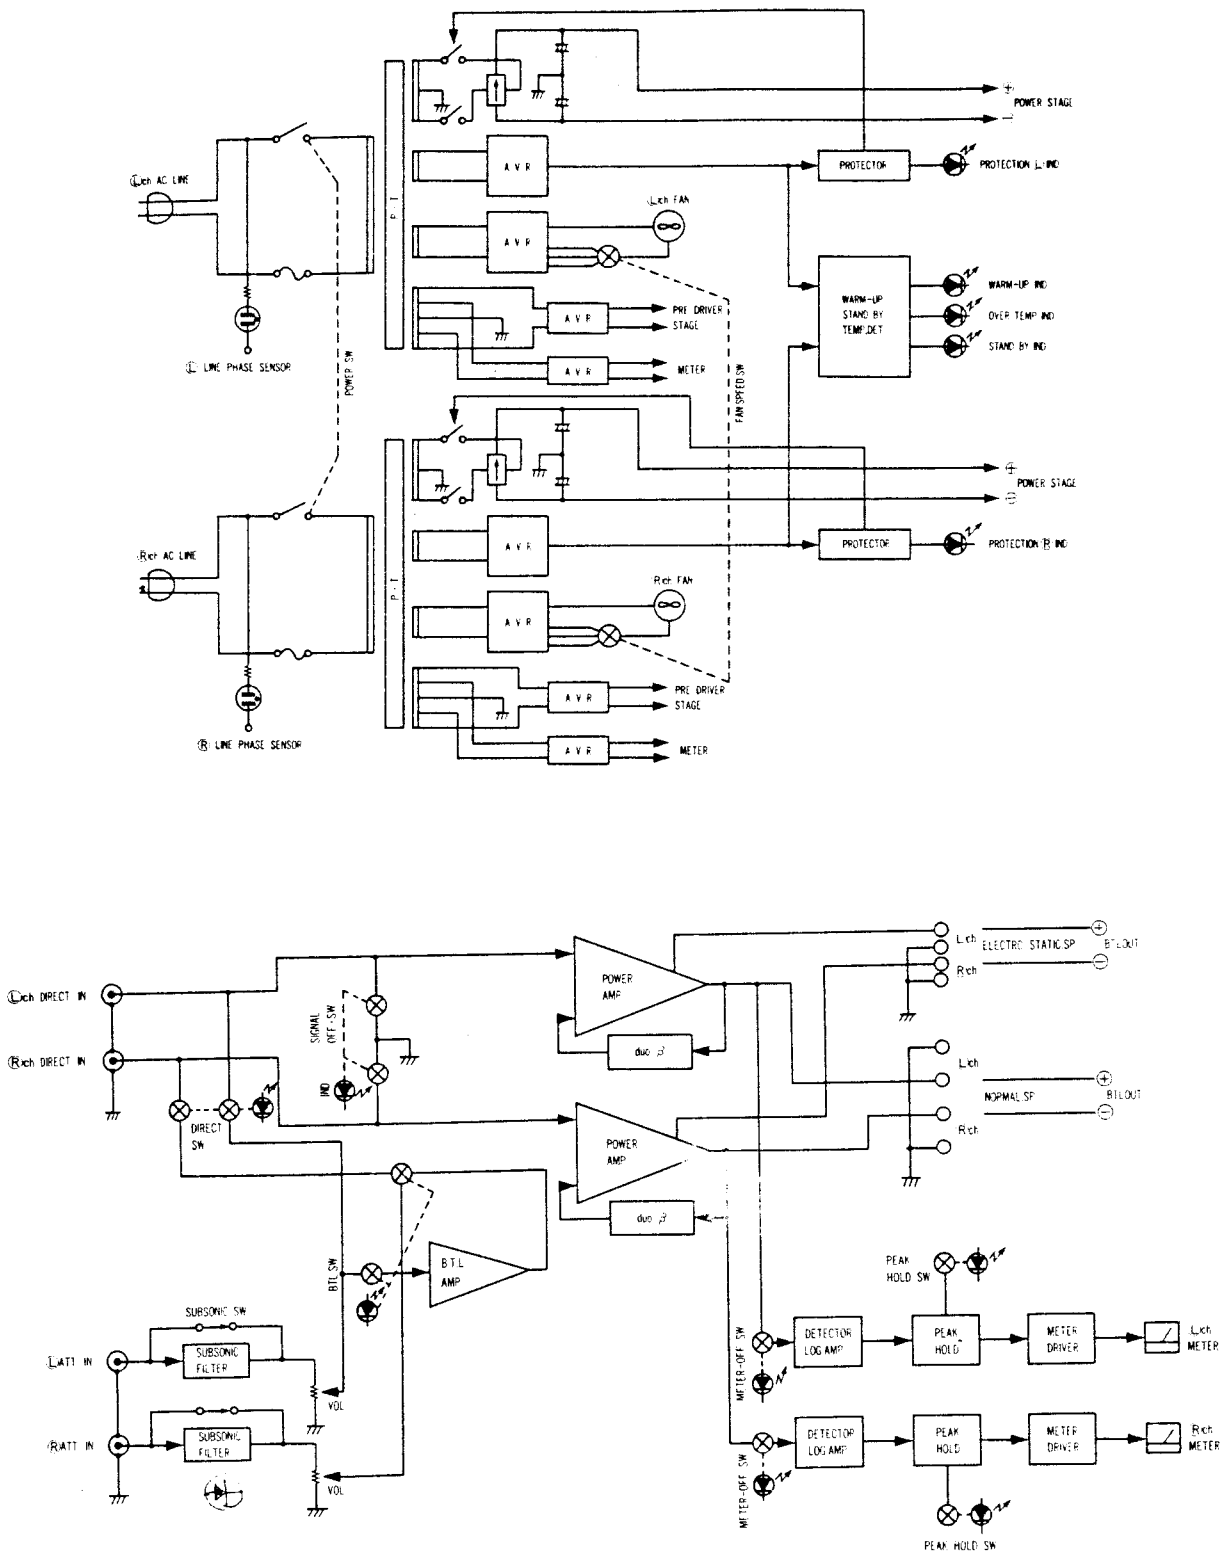 ⊕
POWER STAGE
−
PROTECTOR
PROTECTION Ⓛ-IND
Ⓛch AC LINE
A V R
Ⓛch FAN
P.T
A V R
WARM-UP
STAND BY
TEMP.DET
WARM-UP IND
OVER TEMP IND
STAND BY IND
PRE DRIVER
STAGE
A V R
Ⓛ LINE PHASE SENSOR
METER
A V R
POWER SW
FAN SPEED SW
⊕
POWER STAGE
⊖
Ⓡch AC LINE
A V R
PROTECTOR
PROTECTION Ⓡ IND
Ⓡch FAN
P.T
A V R
PRE DRIVER
STAGE
A V R
Ⓡ LINE PHASE SENSOR
METER
A V R
Ⓛch DIRECT IN
Ⓡch DIRECT IN
SIGNAL
OFF-SW
IND
DIRECT
SW
POWER
AMP
duo β
POWER
AMP
duo β
Ⓛch
ELECTRO STATIC.SP
⊕
BTL.OUT
Ⓡch
⊖
Ⓛch
NORMAL.SP
⊕
BTL.OUT
Ⓡch
⊖
BTL SW
B.T.L
AMP
SUBSONIC SW
Ⓛ ATT IN
SUBSONIC
FILTER
VOL
Ⓡ ATT IN
SUBSONIC
FILTER
VOL
PEAK
HOLD SW
METER-OFF SW
DETECTOR
LOG AMP
PEAK
HOLD
METER
DRIVER
Ⓛch
METER
METER-OFF SW
DETECTOR
LOG AMP
PEAK
HOLD
METER
DRIVER
Ⓡch
METER
PEAK HOLD SW